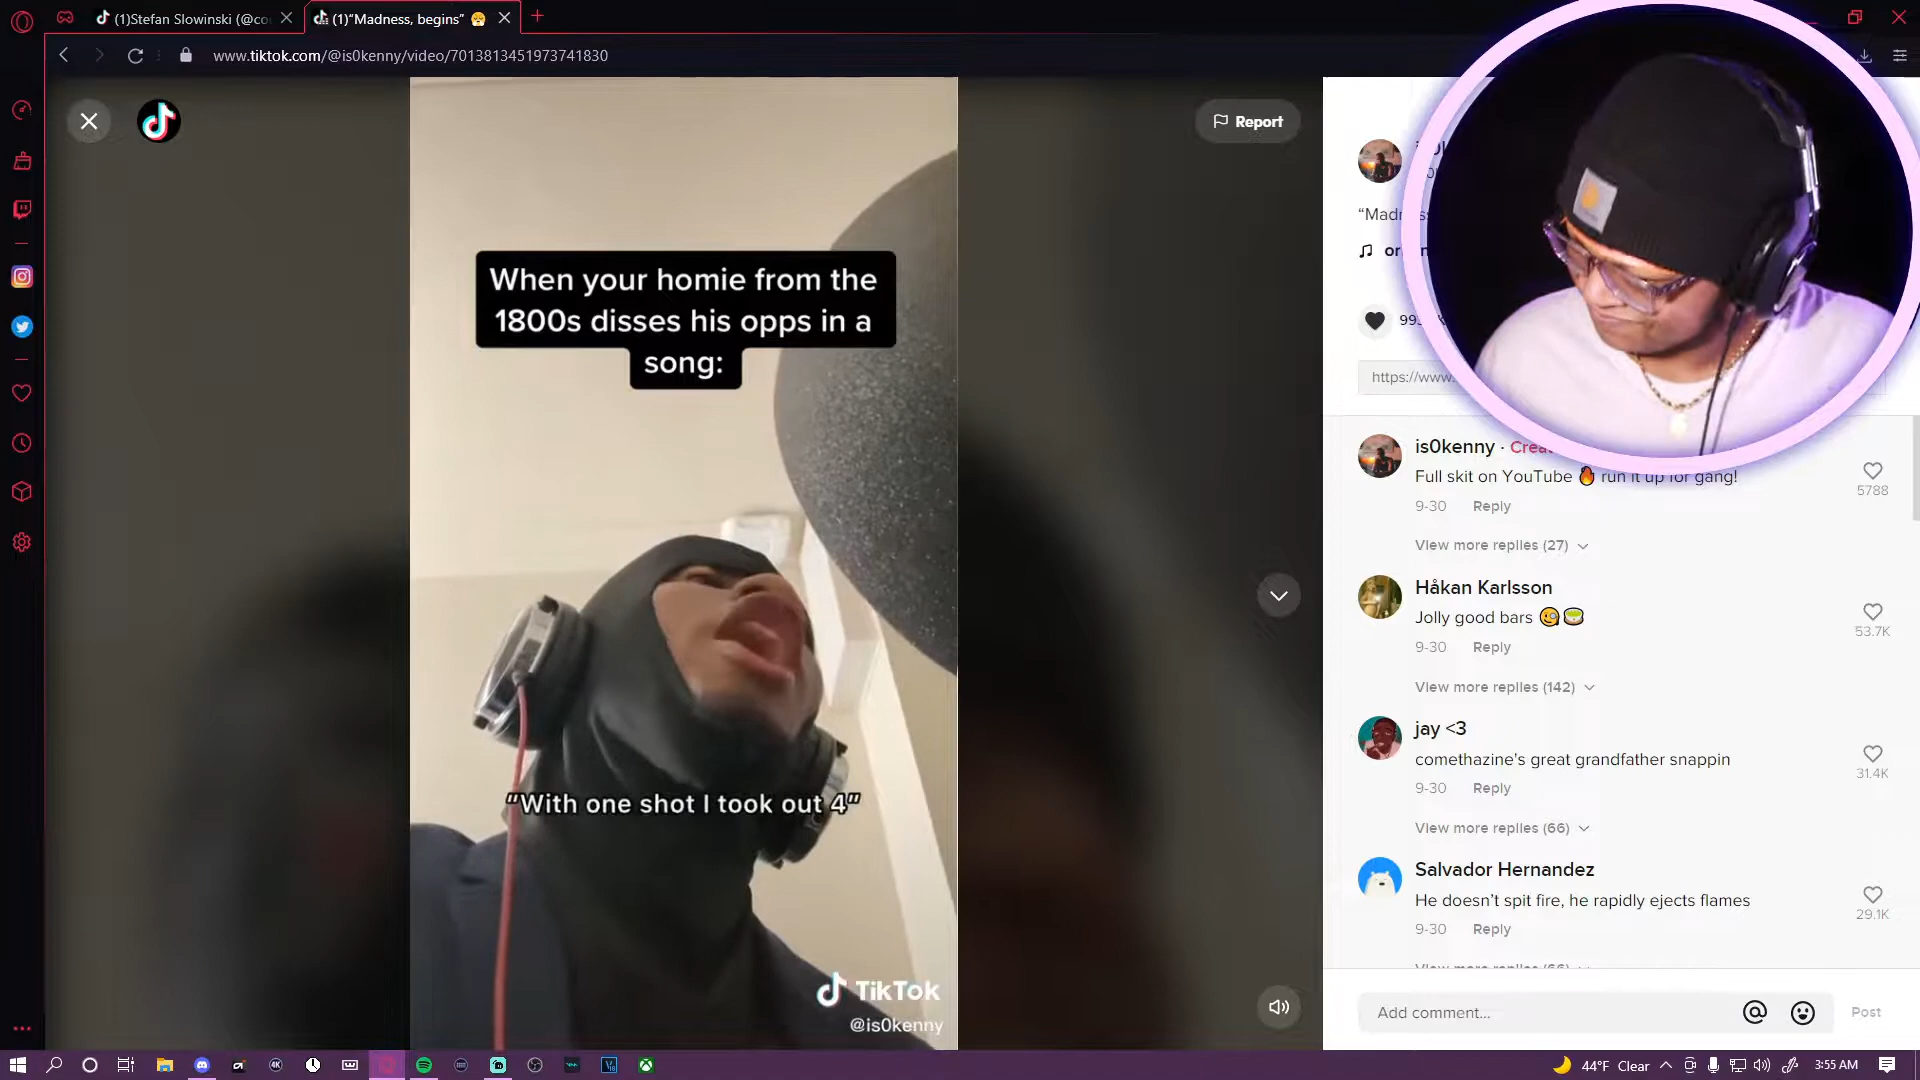 (1)Stefan Slowinski (@co
(1)“Madness, begins” 😤
www.tiktok.com/@is0kenny/video/7013813451973741830
Report
“Mad
When your homie from the
1800s disses his opps in a
song:
“With one shot I took out 4”
TikTok
@is0kenny
https://www.
is0kenny · Crea
Full skit on YouTube 🔥 run it up for gang!
5788
9-30 Reply
View more replies (27)
Håkan Karlsson
Jolly good bars 🧐🍵
53.7K
9-30 Reply
View more replies (142)
jay <3
comethazine's great grandfather snappin
31.4K
9-30 Reply
View more replies (66)
Salvador Hernandez
He doesn’t spit fire, he rapidly ejects flames
29.1K
9-30 Reply
View more replies (66)
Add comment...
Post
44°F Clear
3:55 AM